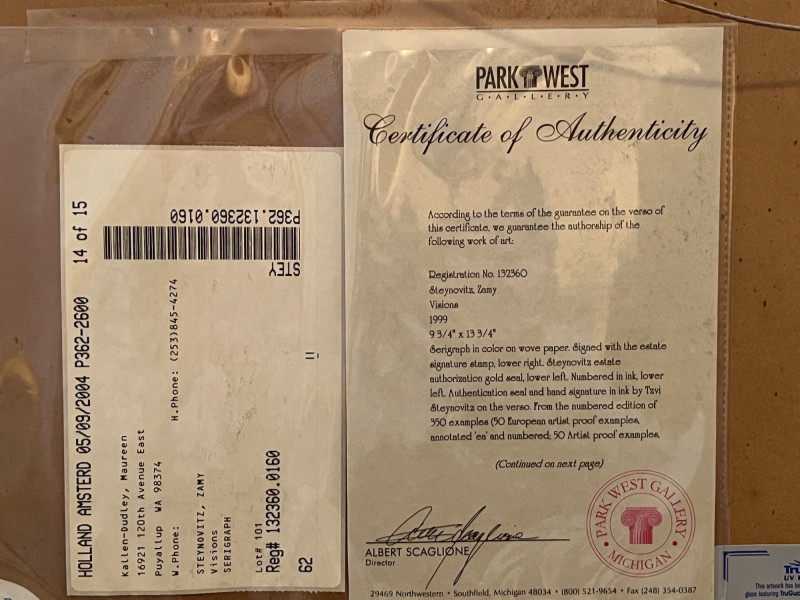 HOLLAND AMSTERD 05/09/2004 P362-2600 14 of 15
Kallen-Dudley, Maureen
16921 120th Avenue East
Puyallup WA 98374
W.Phone: H.Phone: (253)845-4274
STEYNOVITZ, ZAMY
Visions
SERIGRAPH
Lot# 101
Reg# 132360.0160
62
STEY
P362.132360.0160
PARK WEST
G•A•L•L•E•R•Y
Certificate of Authenticity
According to the terms of the guarantee on the verso of
this certificate, we guarantee the authorship of the
following work of art:
Registration No. 132360
Steynovitz, Zamy
Visions
1999
9 3/4" x 13 3/4"
Serigraph in color on wove paper. Signed with the estate
signature stamp, lower right. Steynovitz estate
authorization gold seal, lower left. Numbered in ink, lower
left. Authentication seal and hand signature in ink by Tzvi
Steynovitz on the verso. From the numbered edition of
350 examples (50 European artist proof examples,
annotated 'ea' and numbered; 50 Artist proof examples,
(Continued on next page)
ALBERT SCAGLIONE
Director
PARK WEST GALLERY
• MICHIGAN •
29469 Northwestern • Southfield, Michigan 48034 • (800) 521-9654 • Fax (248) 354-0387
Tru
UV
This artwork has
glass featuring